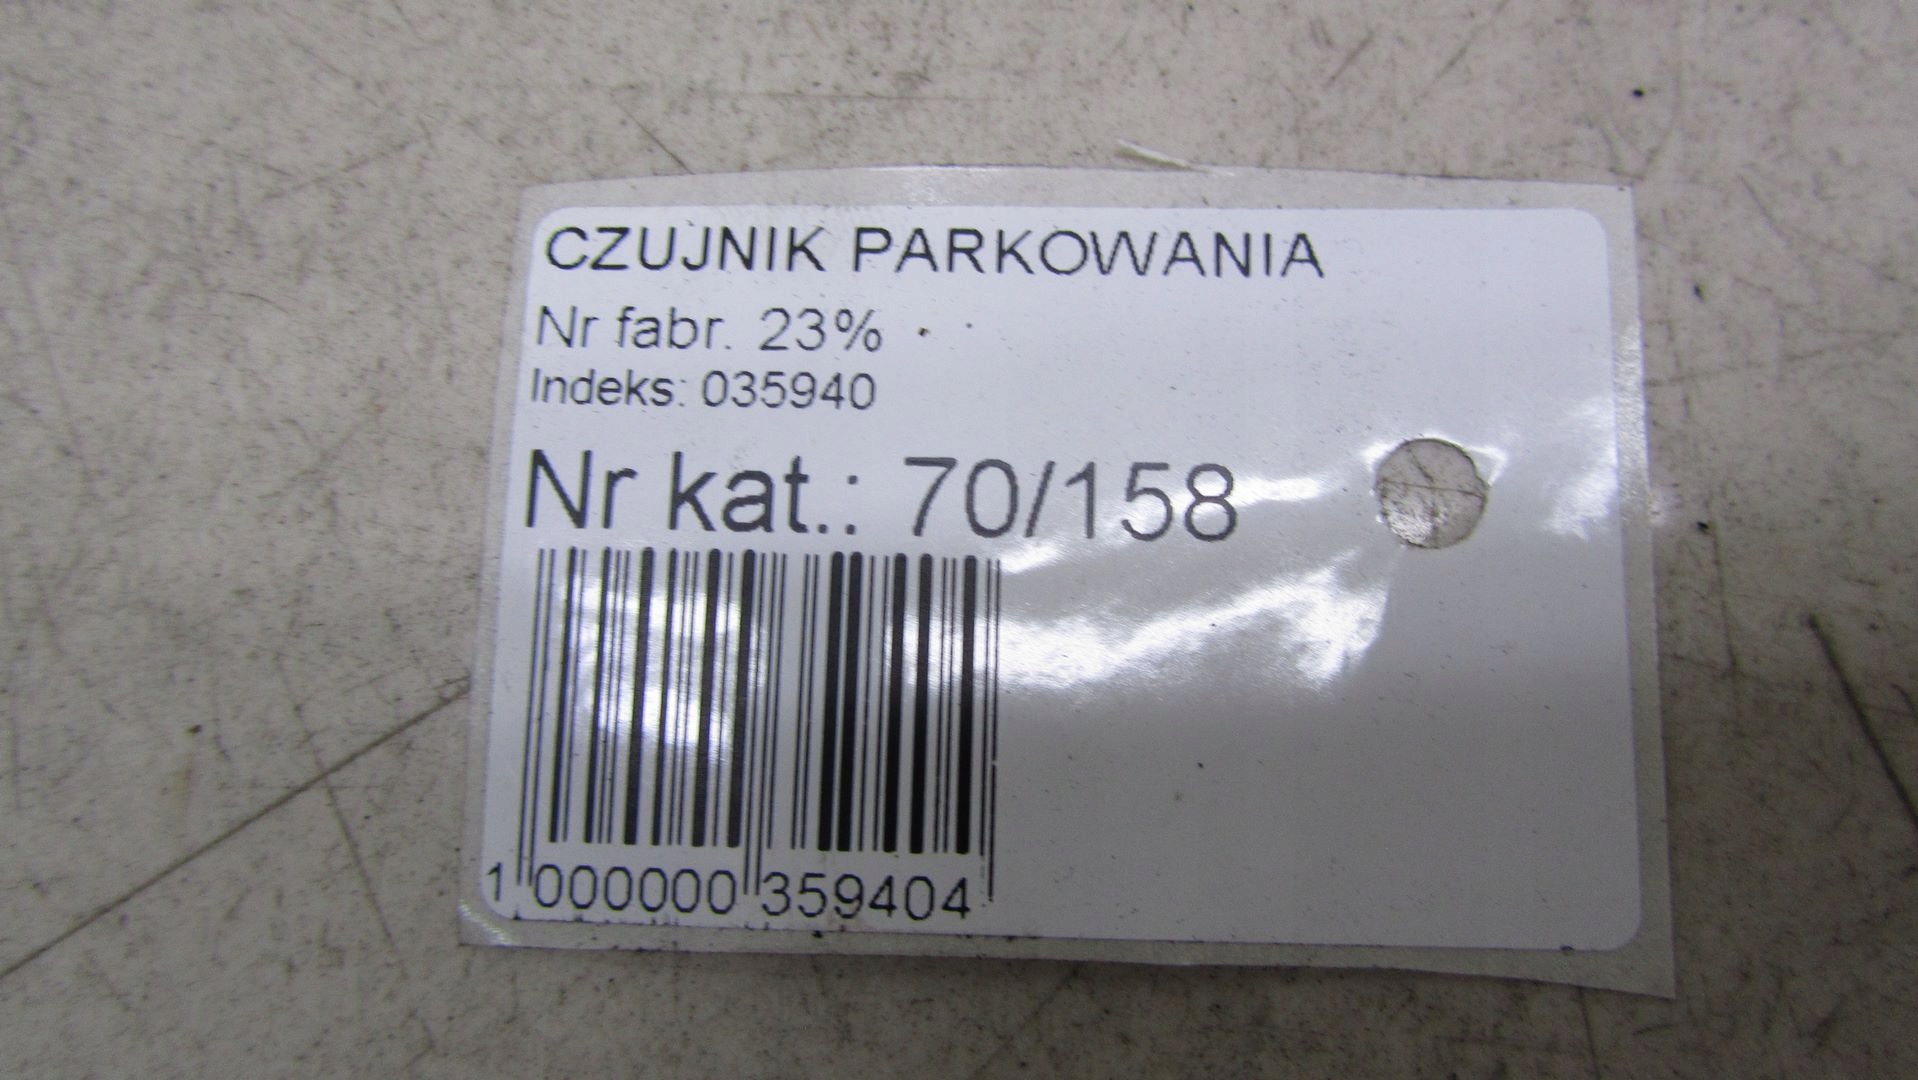 CZUJNIK PARKOWANIA
Nr fabr. 23%
Indeks: 035940
Nr kat.: 70/158
1 000000 359404